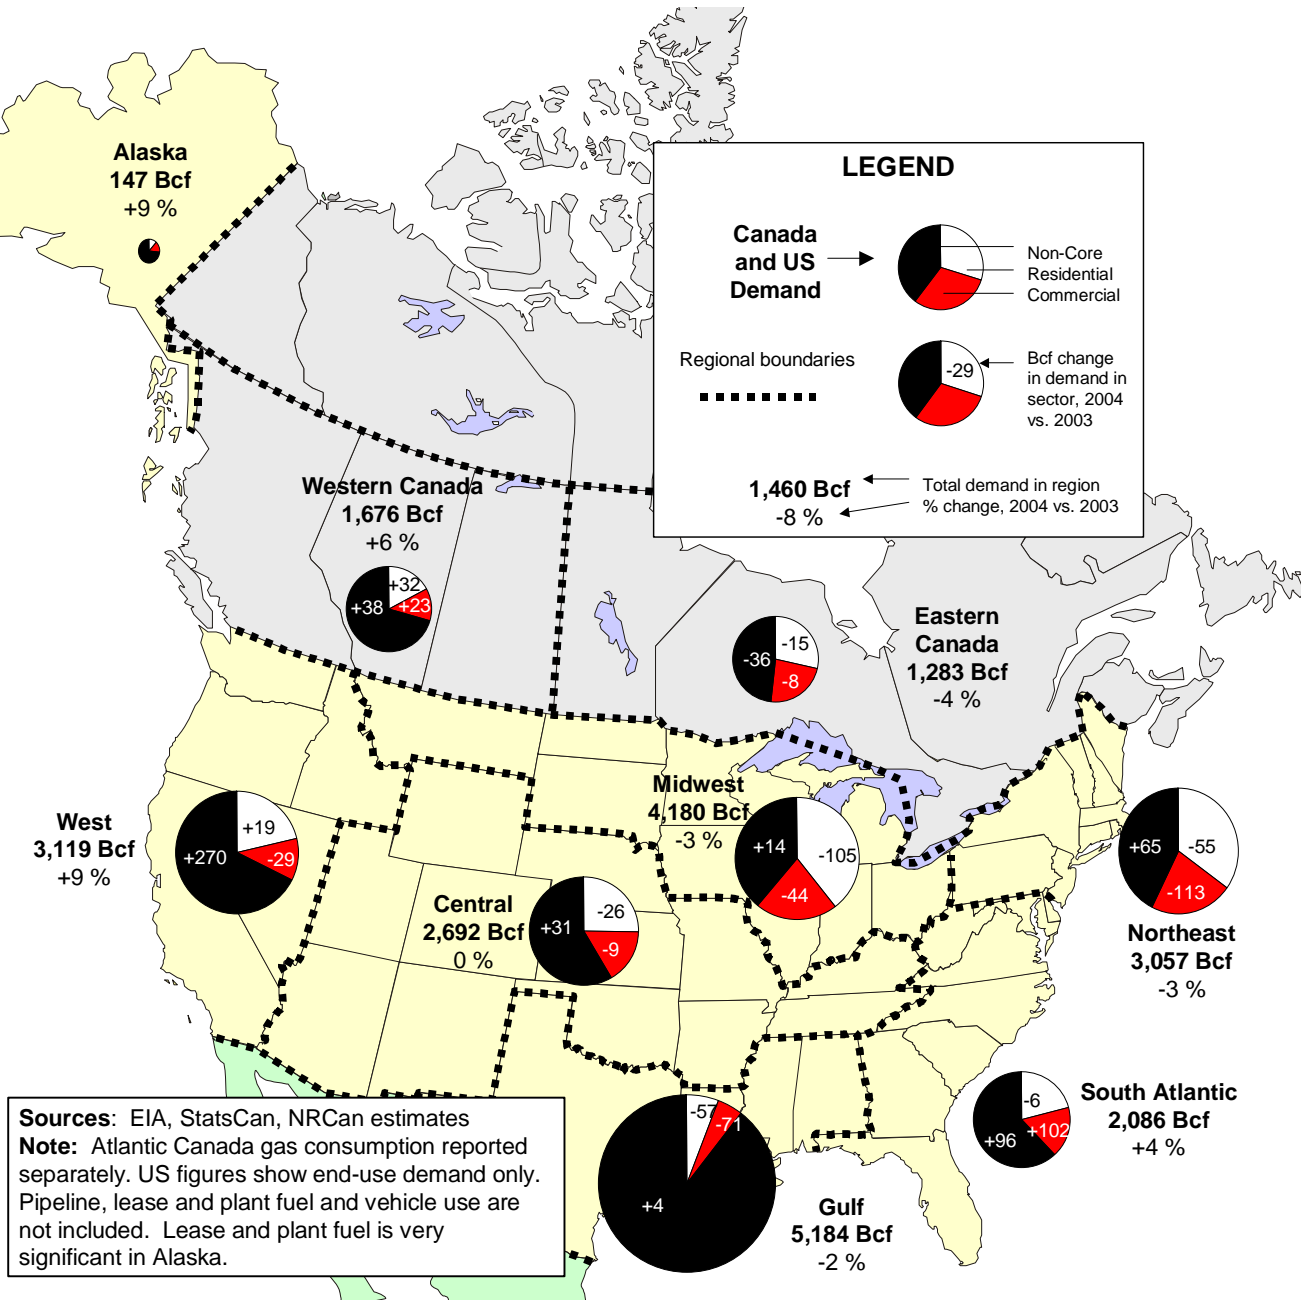 Alaska
147 Bcf
+9 %
LEGEND
Canada
and US
Demand
Non-Core
Residential
Commercial
Regional boundaries
-29
Bcf change
in demand in
sector, 2004
vs. 2003
1,460 Bcf
-8 %
Total demand in region
% change, 2004 vs. 2003
Western Canada
1,676 Bcf
+6 %
+32
+38
+23
Eastern
Canada
1,283 Bcf
-4 %
-15
-36
-8
West
3,119 Bcf
+9 %
+19
+270
-29
Midwest
4,180 Bcf
-3 %
+14
-105
-44
+65
-55
-113
Northeast
3,057 Bcf
-3 %
Central
2,692 Bcf
0 %
-26
+31
-9
South Atlantic
2,086 Bcf
+4 %
-6
+96
+102
-57
-71
+4
Gulf
5,184 Bcf
-2 %
Sources: EIA, StatsCan, NRCan estimates
Note: Atlantic Canada gas consumption reported
separately. US figures show end-use demand only.
Pipeline, lease and plant fuel and vehicle use are
not included. Lease and plant fuel is very
significant in Alaska.